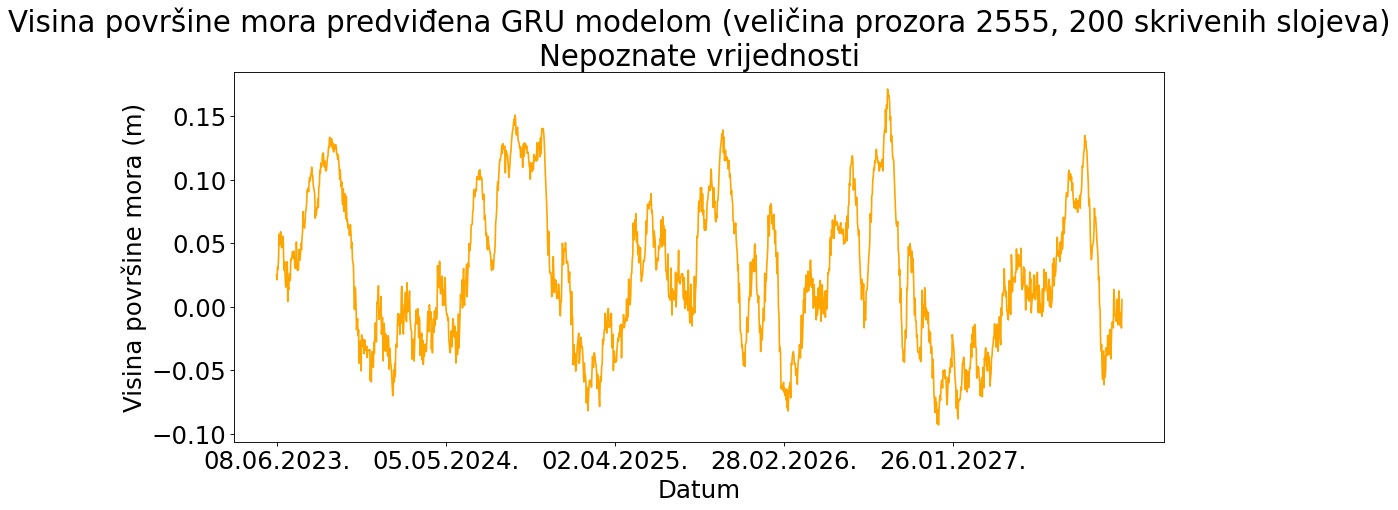 Visina površine mora predviđena GRU modelom (veličina prozora 2555, 200 skrivenih slojeva)
Nepoznate vrijednosti
Visina površine mora (m)
0.15
0.10
0.05
0.00
−0.05
−0.10
08.06.2023. 05.05.2024. 02.04.2025. 28.02.2026. 26.01.2027.
Datum